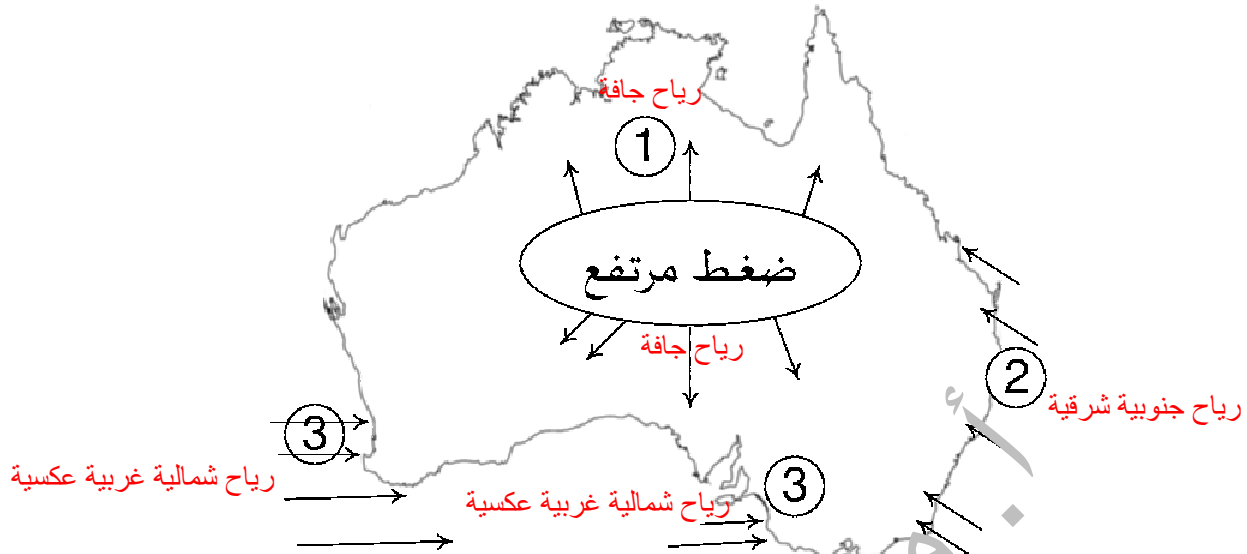 رياح جافة
1
ضغط مرتفع
رياح جافة
2
رياح جنوبية شرقية
3
رياح شمالية غربية عكسية
3
رياح شمالية غربية عكسية